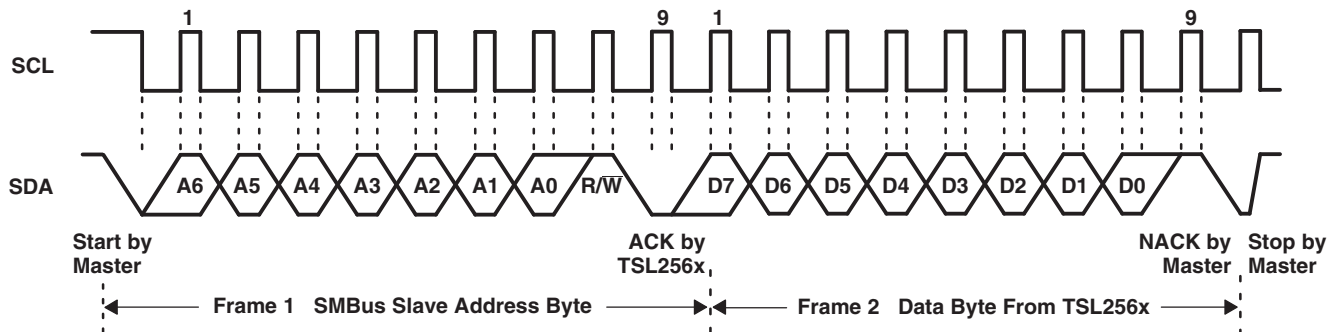 1 9 1 9
SCL
SDA
A6 A5 A4 A3 A2 A1 A0 R/W̅ D7 D6 D5 D4 D3 D2 D1 D0
Start by
Master
ACK by
TSL256x
NACK by
Master
Stop by
Master
Frame 1 SMBus Slave Address Byte
Frame 2 Data Byte From TSL256x